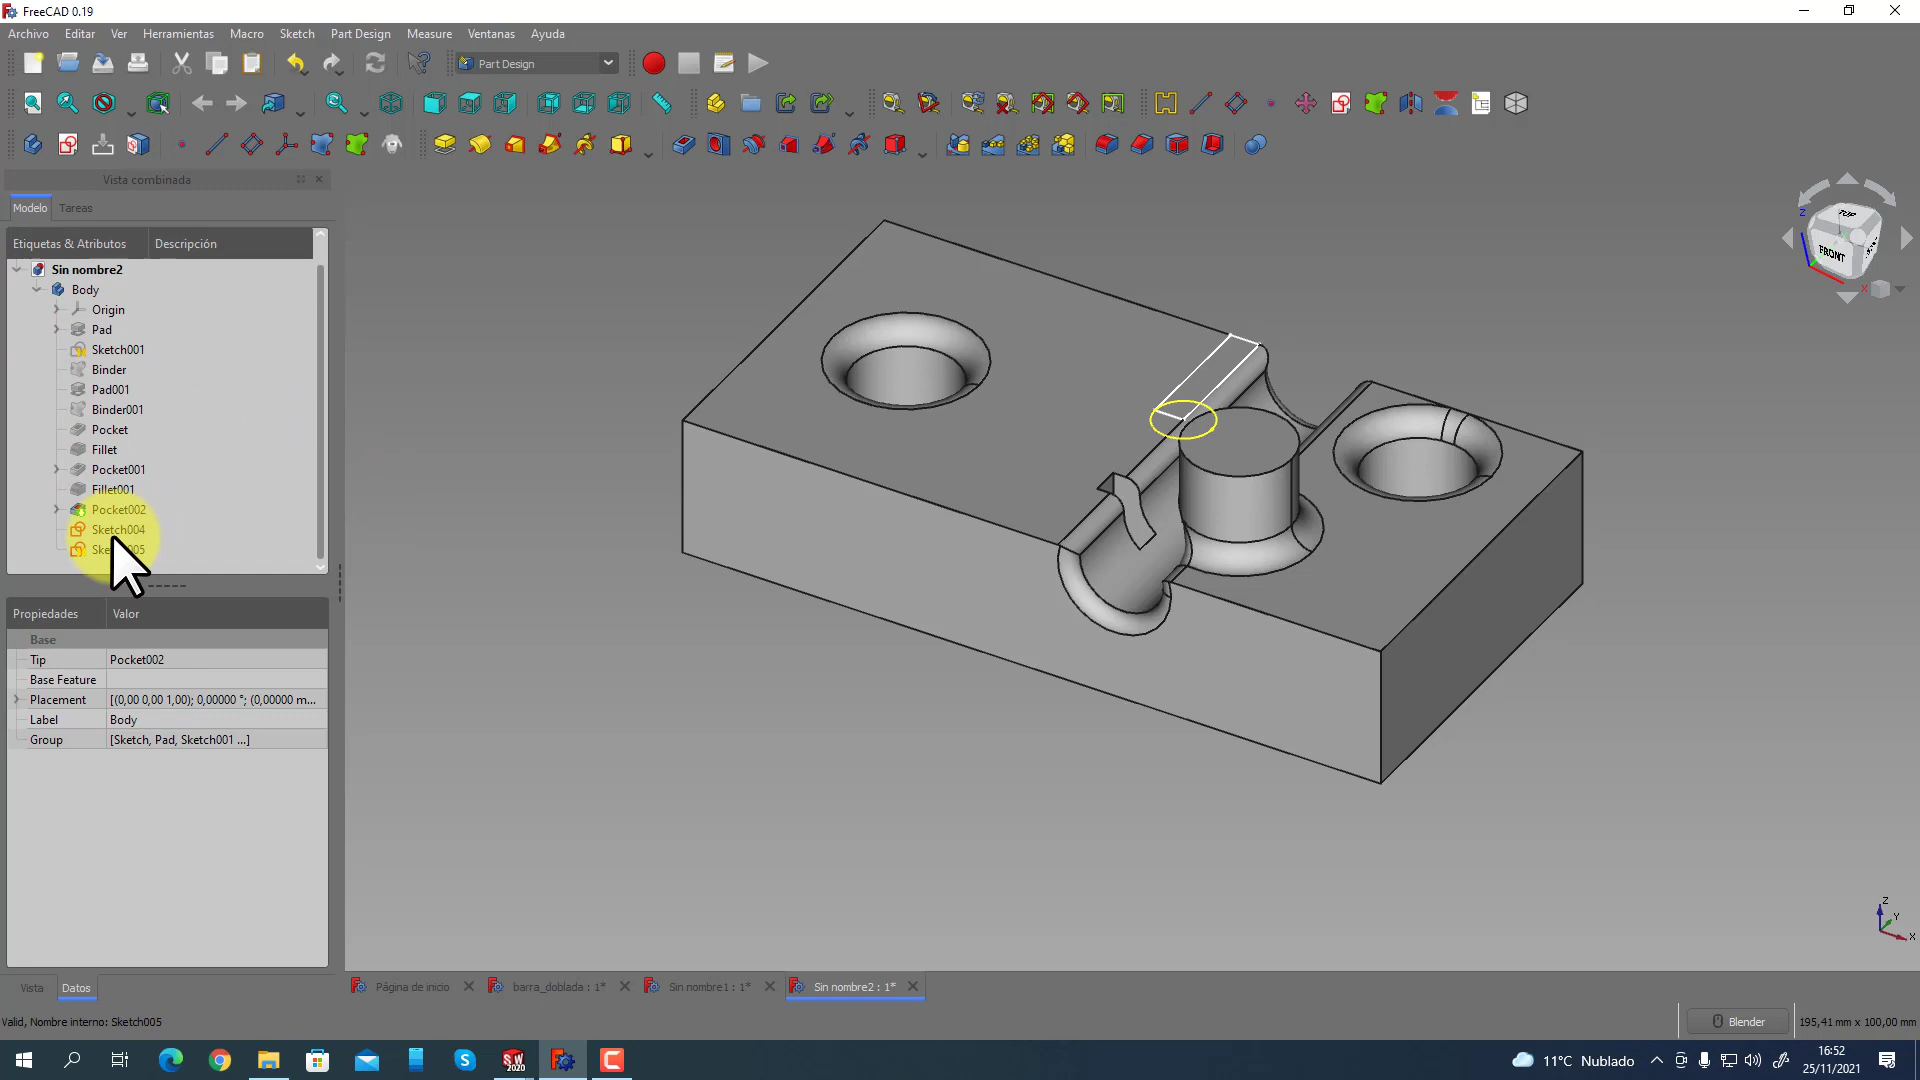 FreeCAD 0.19
Archivo Editar Ver Herramientas Macro Sketch Part Design Measure Ventanas Ayuda
Part Design
Vista combinada
Modelo Tareas
Etiquetas & Atributos Descripción
Sin nombre2
Body
Origin
Pad
Sketch001
Binder
Pad001
Binder001
Pocket
Fillet
Pocket001
Fillet001
Pocket002
Sketch004
TOP
FRONT
Z
X
Propiedades Valor
Base
Tip Pocket002
Base Feature
Placement [(0,00 0,00 1,00); 0,00000 °; (0,00000 m...
Label Body
Group [Sketch, Pad, Sketch001 ...]
Z
Y
X
Vista Datos
Página de inicio barra_doblada : 1* Sin nombre1 : 1* Sin nombre2 : 1*
Valid, Nombre interno: Sketch005
Blender 195,41 mm x 100,00 mm
SW 2020
11°C Nublado
16:52
25/11/2021